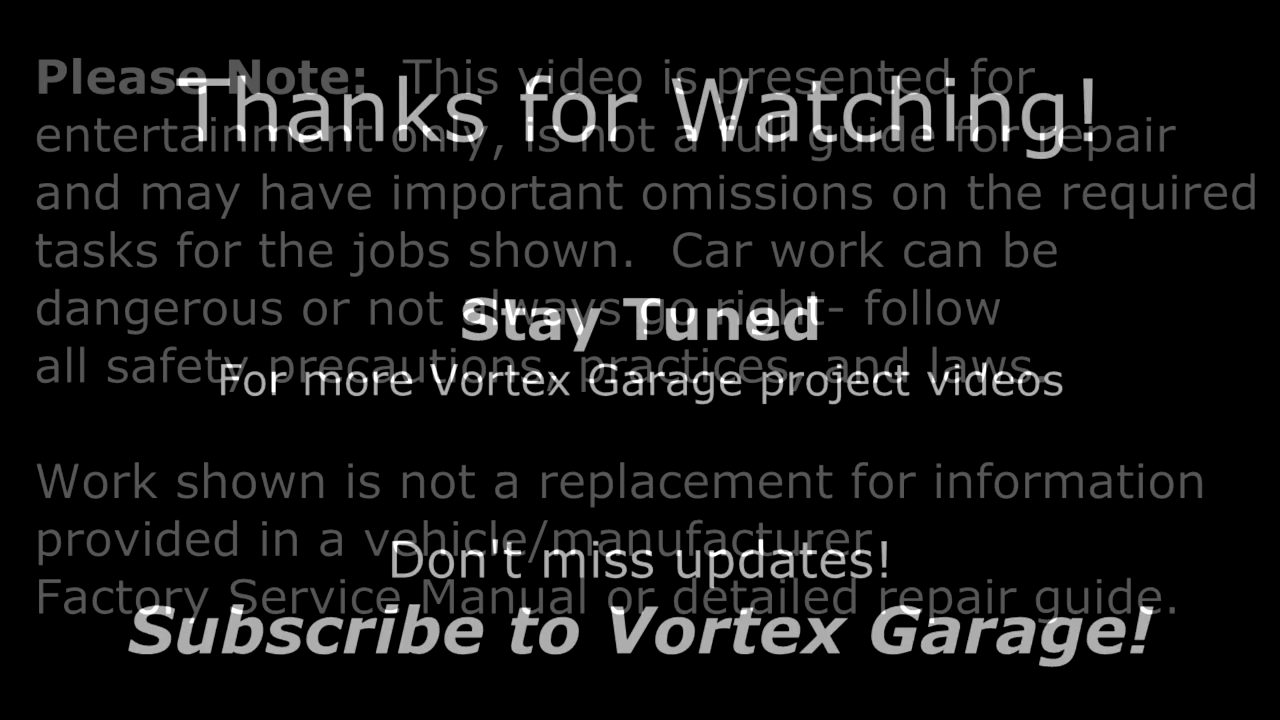 Please Note:  This video is presented for
entertainment only, is not a full guide for repair
and may have important omissions on the required
tasks for the jobs shown.  Car work can be
dangerous or not always go right- follow
all safety precautions, practices, and laws.
Work shown is not a replacement for information
provided in a vehicle/manufacturer
Factory Service Manual or detailed repair guide.
Thanks for Watching!
Stay Tuned
For more Vortex Garage project videos
Don't miss updates!
Subscribe to Vortex Garage!